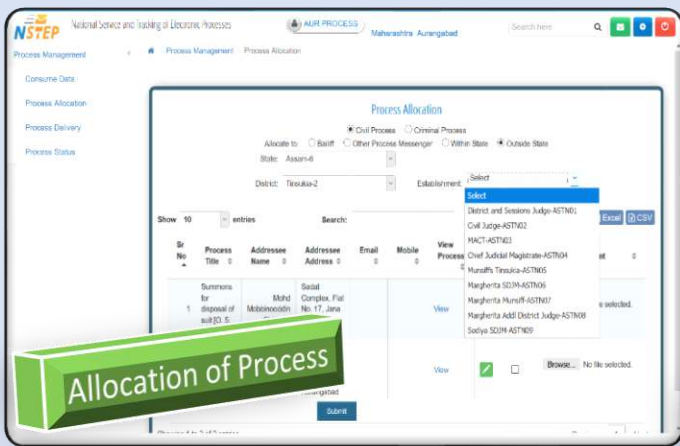 NSTEP National Service and Tracking of Electronic Processes AUR PROCESS Maharashtra Aurangabad Search here
Process Management
Consume Data
Process Allocation
Process Delivery
Process Status
Process Management Process Allocation
Process Allocation
Civil Process Criminal Process
Allocate to: Bailiff Other Process Messenger Within State Outside State
State: Assam-6
District: Tinsukia-2 Establishment: Select
Select
District and Sessions Judge-ASTN01
Civil Judge-ASTN02
MACT-ASTN03
Chief Judicial Magistrate-ASTN04
Munsiffs Tinsukia-ASTN05
Margherita SDJM-ASTN06
Margherita Munsiff-ASTN07
Margherita Addl District Judge-ASTN08
Sadiya SDJM-ASTN09
Show 10 entries Search: Excel CSV
Sr No Process Title Addressee Name Addressee Address Email Mobile View Process
1 Summons for disposal of suit [O. S. Mohd Mobbinoddin Sadal Complex, Flat No. 17, Jana View e selected.
View Browse... No file selected.
Submit
Allocation of Process